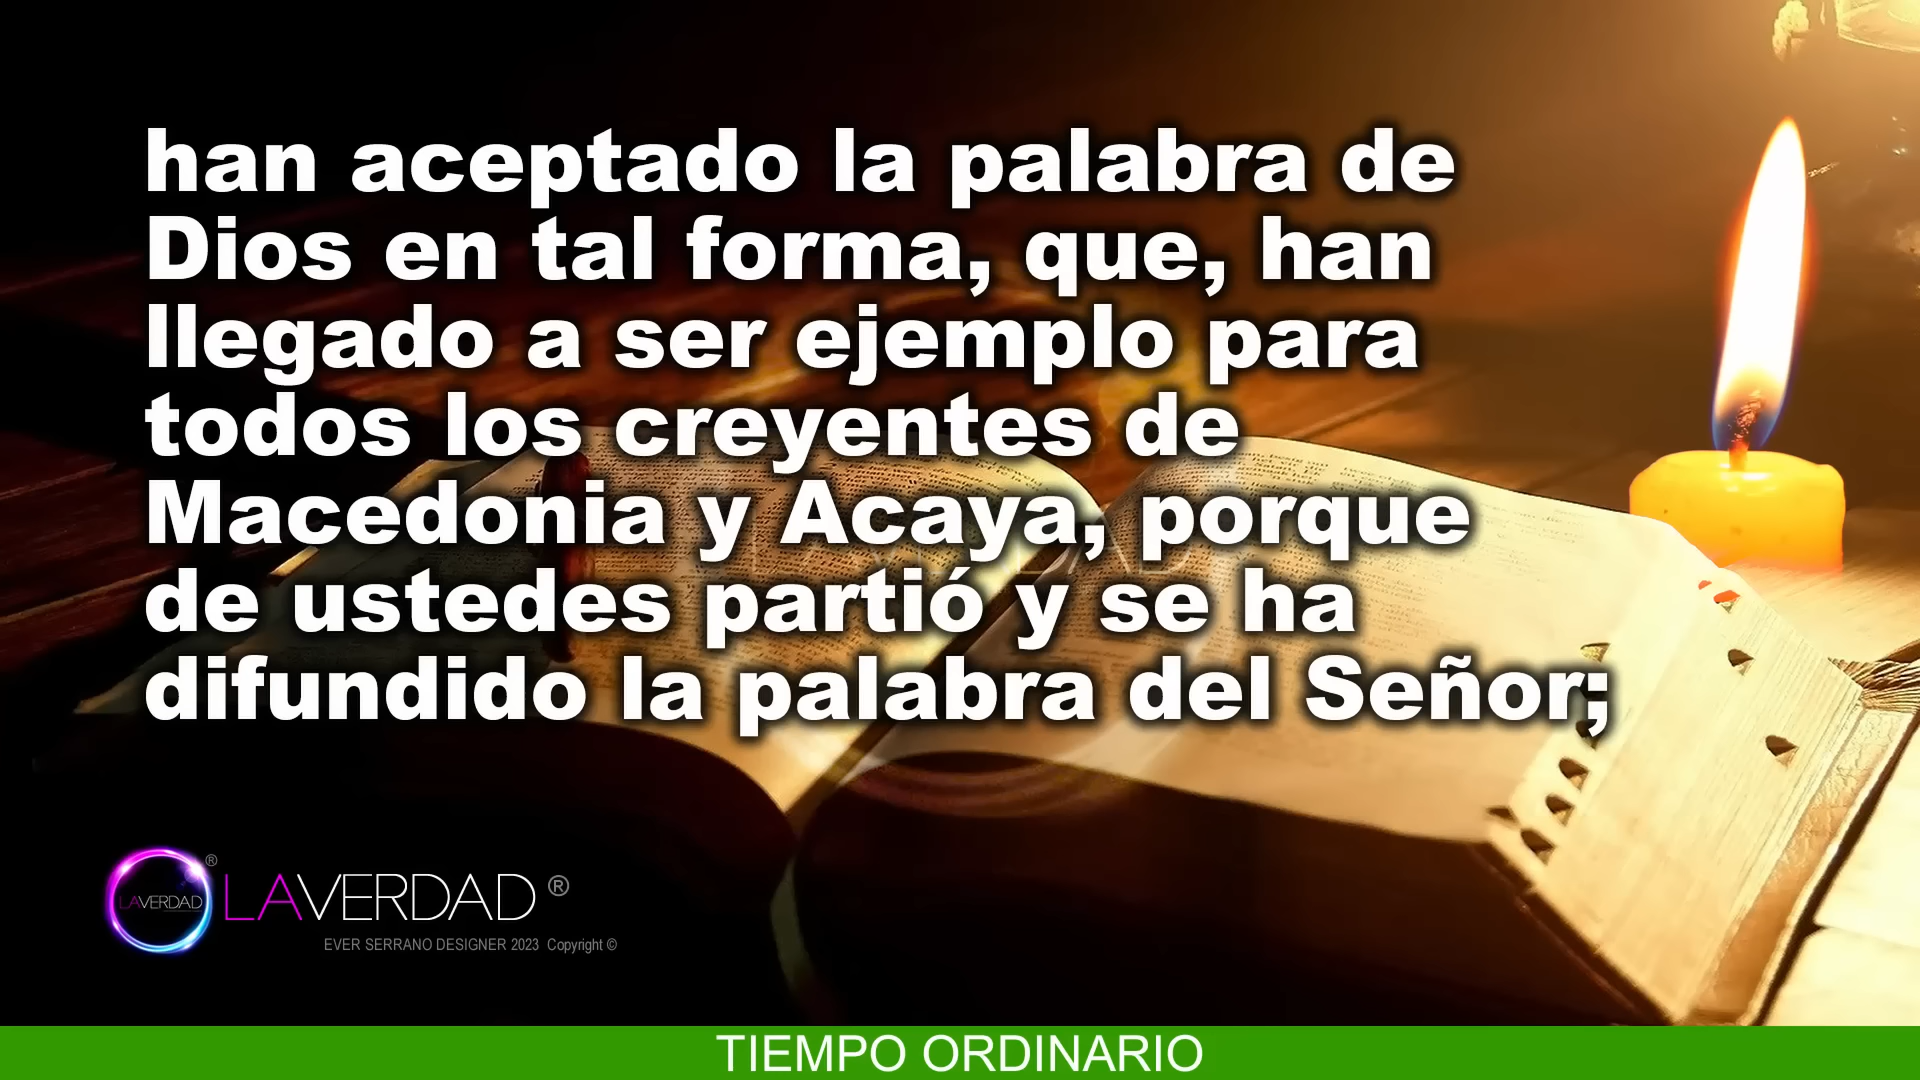 han aceptado la palabra de
Dios en tal forma, que, han
llegado a ser ejemplo para
todos los creyentes de
Macedonia y Acaya, porque
de ustedes partió y se ha
difundido la palabra del Señor;
LAVERDAD ®
LAVERDAD ®
EVER SERRANO DESIGNER 2023 Copyright ©
TIEMPO ORDINARIO